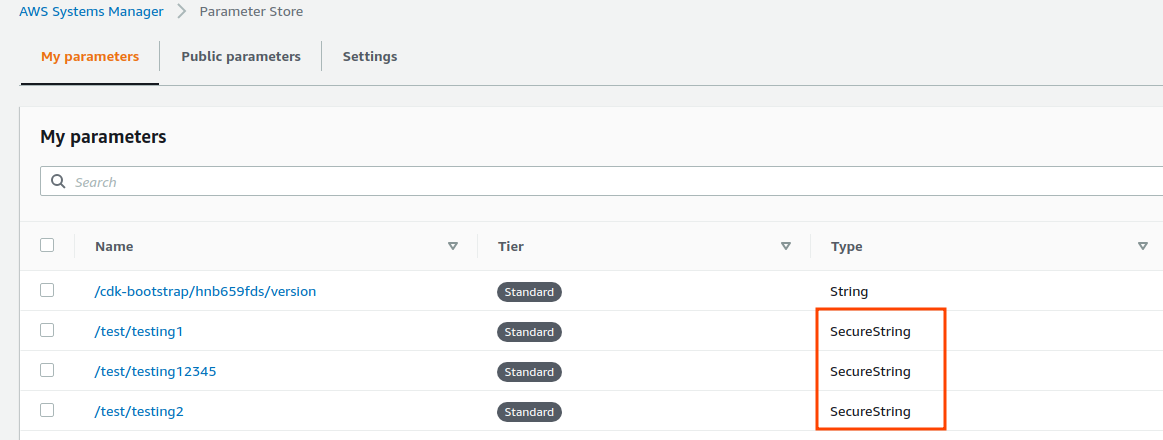 AWS Systems Manager > Parameter Store
My parameters Public parameters Settings
My parameters
Search
Name Tier Type
/cdk-bootstrap/hnb659fds/version Standard String
/test/testing1 Standard SecureString
/test/testing12345 Standard SecureString
/test/testing2 Standard SecureString